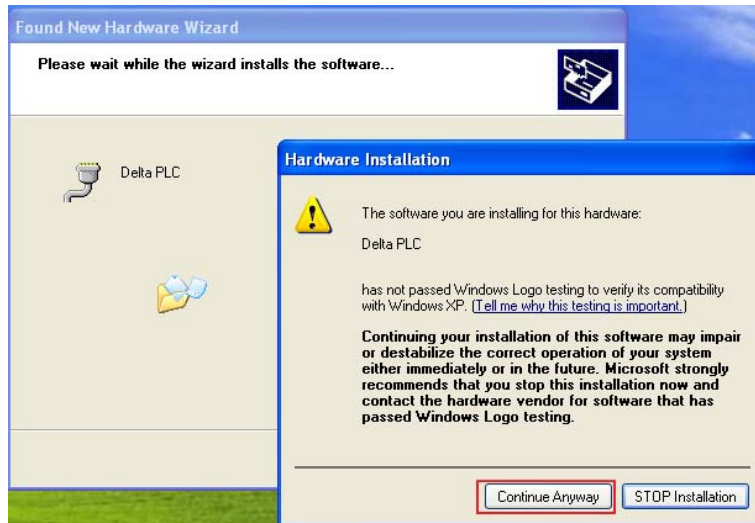 Found New Hardware Wizard
Please wait while the wizard installs the software...
Delta PLC
Hardware Installation
The software you are installing for this hardware:
Delta PLC
has not passed Windows Logo testing to verify its compatibility
with Windows XP. (Tell me why this testing is important.)
Continuing your installation of this software may impair
or destabilize the correct operation of your system
either immediately or in the future. Microsoft strongly
recommends that you stop this installation now and
contact the hardware vendor for software that has
passed Windows Logo testing.
Continue Anyway
STOP Installation